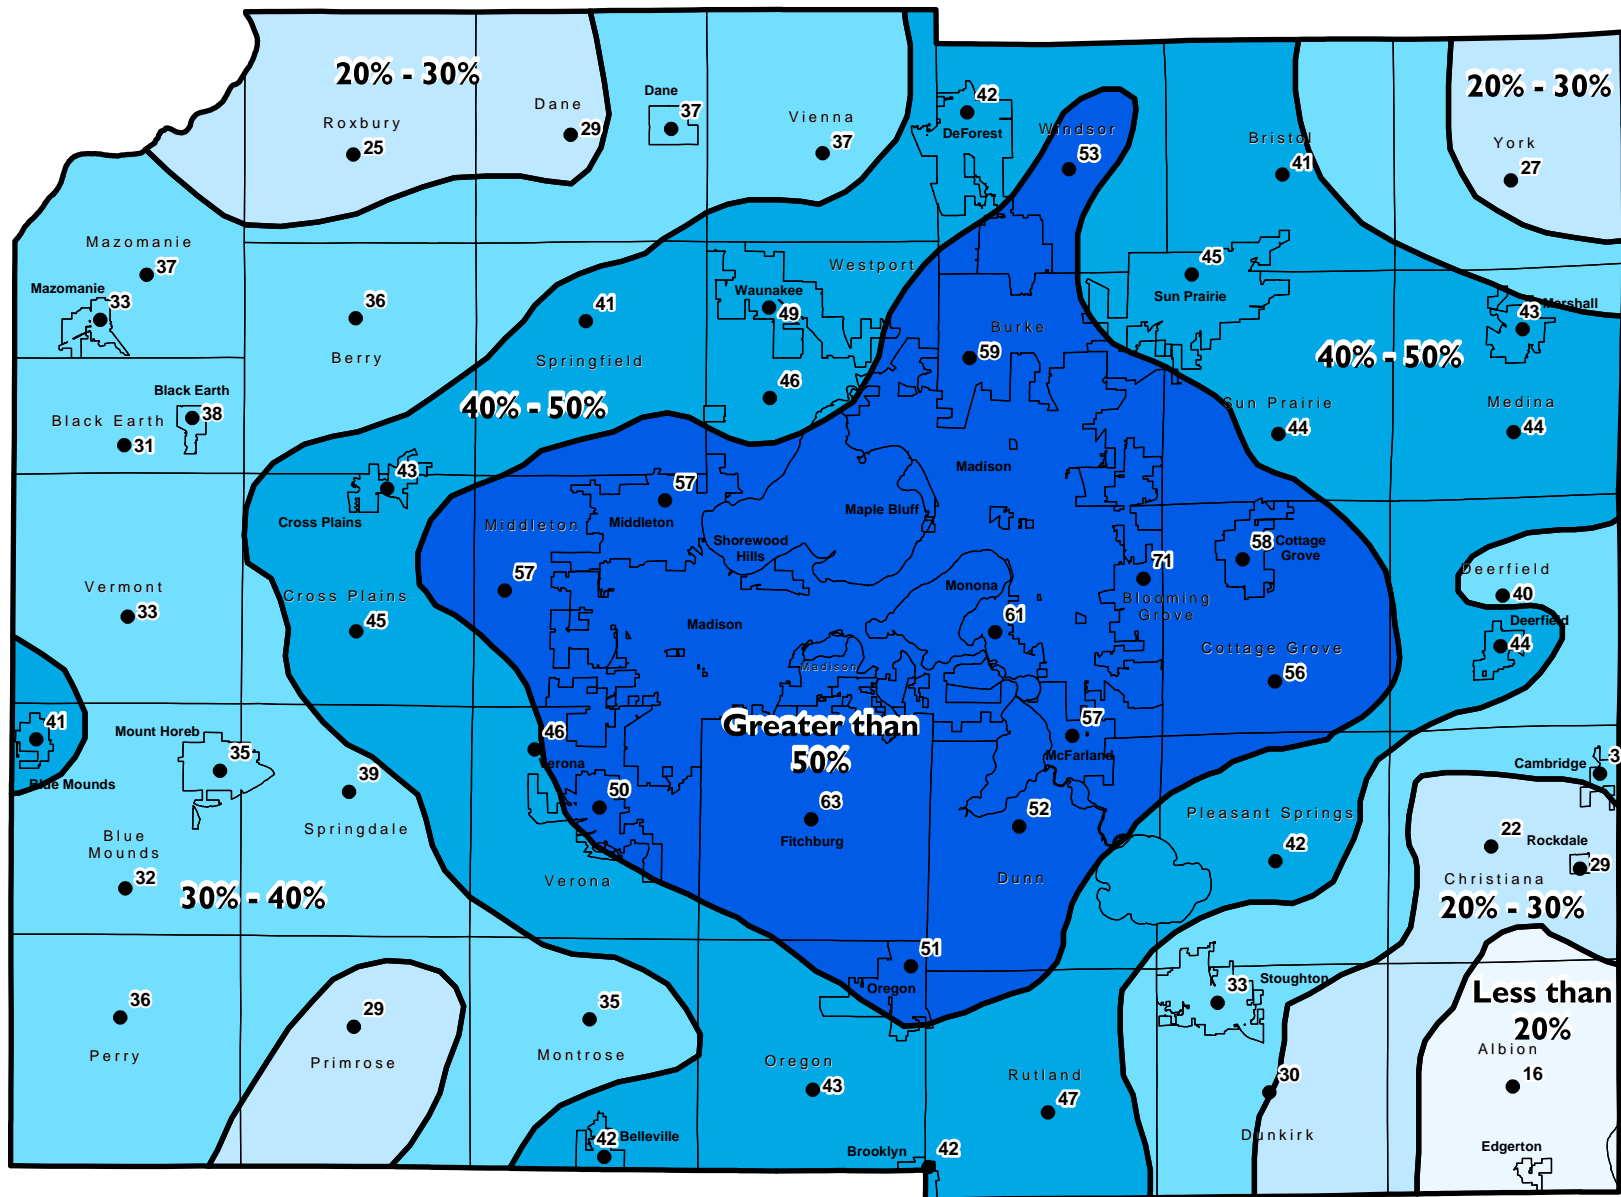 20% - 30%
Roxbury
25
Dane
29
Dane
37
Vienna
37
42
DeForest
Windsor
53
Bristol
41
20% - 30%
York
27
Mazomanie
37
Mazomanie
33
36
Berry
41
Springfield
Westport
Waunakee
49
46
Burke
59
45
Sun Prairie
40% - 50%
Marshall
43
Black Earth
38
Black Earth
31
40% - 50%
Sun Prairie
44
Medina
44
43
Cross Plains
57
Middleton
Middleton
57
Madison
Maple Bluff
Shorewood
Hills
58
Cottage
Grove
71
Blooming
Grove
Monona
61
Deerfield
40
Deerfield
44
Vermont
33
Cross Plains
45
Madison
Madison
Cottage Grove
56
41
Blue Mounds
Mount Horeb
35
39
Springdale
46
Verona
50
Greater than
50%
63
Fitchburg
57
McFarland
52
Dunn
Pleasant Springs
42
Cambridge
3
22
Rockdale
29
Christiana
20% - 30%
Blue
Mounds
32
30% - 40%
Verona
51
Oregon
Stoughton
33
Less than
20%
Albion
16
36
Perry
29
Primrose
35
Montrose
Oregon
43
Rutland
47
30
Dunkirk
42
Belleville
Brooklyn
42
Edgerton